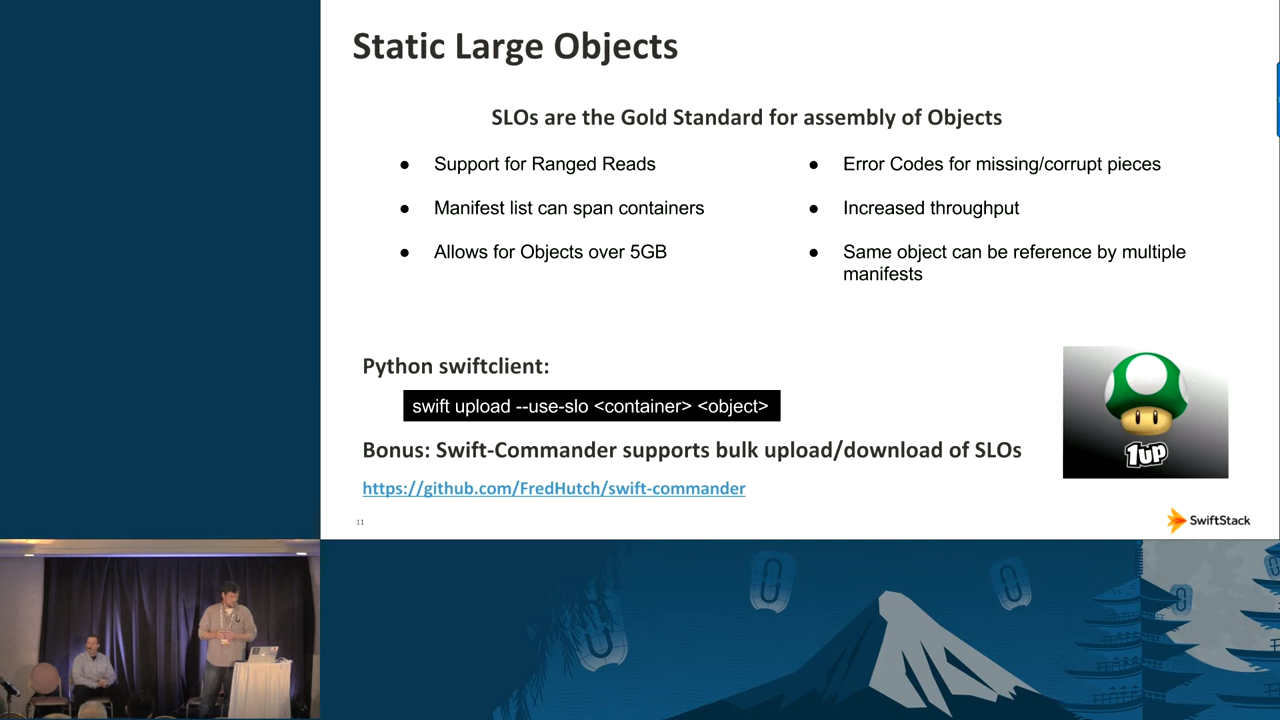 Static Large Objects
SLOs are the Gold Standard for assembly of Objects
● Support for Ranged Reads
● Manifest list can span containers
● Allows for Objects over 5GB
● Error Codes for missing/corrupt pieces
● Increased throughput
● Same object can be reference by multiple
manifests
Python swiftclient:
swift upload --use-slo <container> <object>
Bonus: Swift-Commander supports bulk upload/download of SLOs
https://github.com/FredHutch/swift-commander
1UP
11
SwiftStack